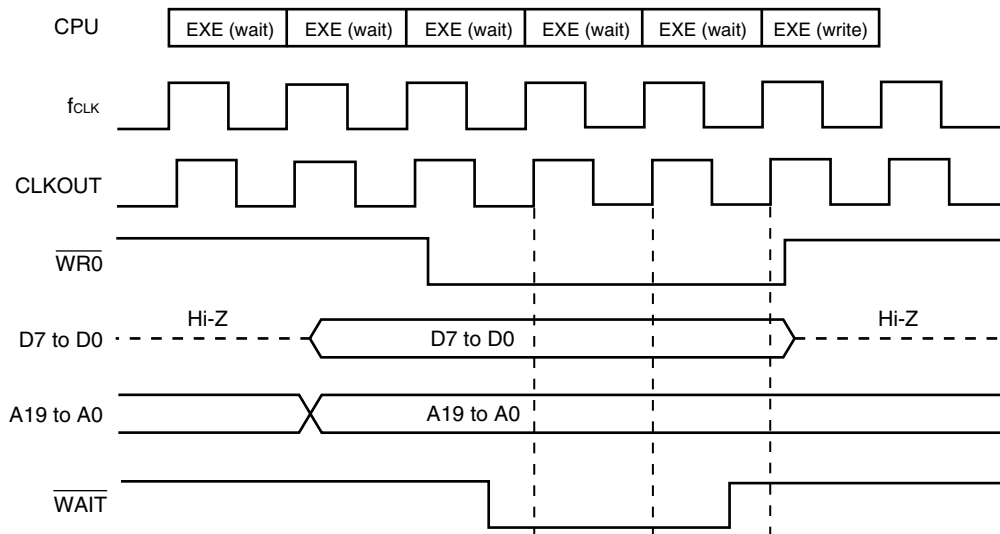 CPU EXE (wait) EXE (wait) EXE (wait) EXE (wait) EXE (wait) EXE (write)
fCLK
CLKOUT
WR0
Hi-Z Hi-Z
D7 to D0 D7 to D0
A19 to A0 A19 to A0
WAIT